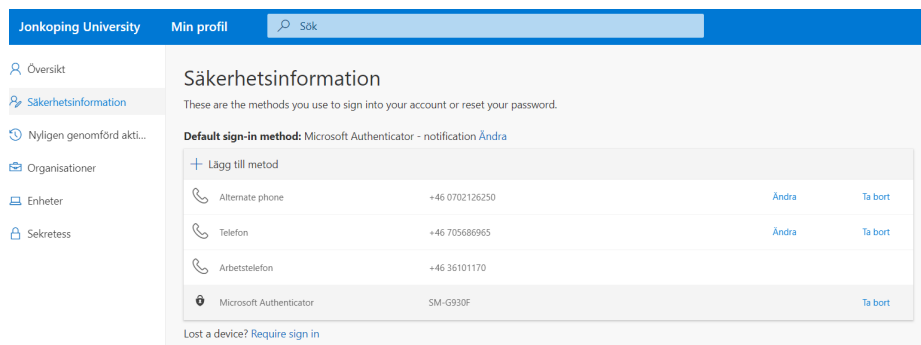 Jonkoping University Min profil Sök
Översikt
Säkerhetsinformation
Nyligen genomförd akti...
Organisationer
Enheter
Sekretess
Säkerhetsinformation
These are the methods you use to sign into your account or reset your password.
Default sign-in method: Microsoft Authenticator - notification Ändra
Lägg till metod
Alternate phone +46 0702126250 Ändra Ta bort
Telefon +46 705686965 Ändra Ta bort
Arbetstelefon +46 36101170
Microsoft Authenticator SM-G930F Ta bort
Lost a device? Require sign in